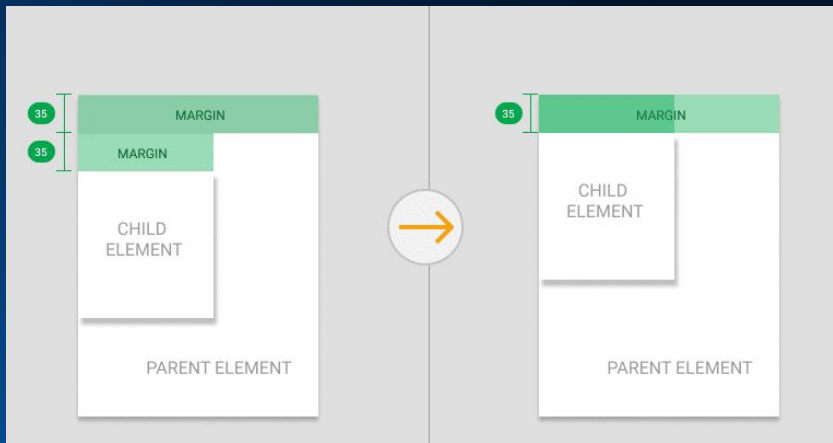 35
MARGIN
35
MARGIN
CHILD
ELEMENT
PARENT ELEMENT
35
MARGIN
CHILD
ELEMENT
PARENT ELEMENT